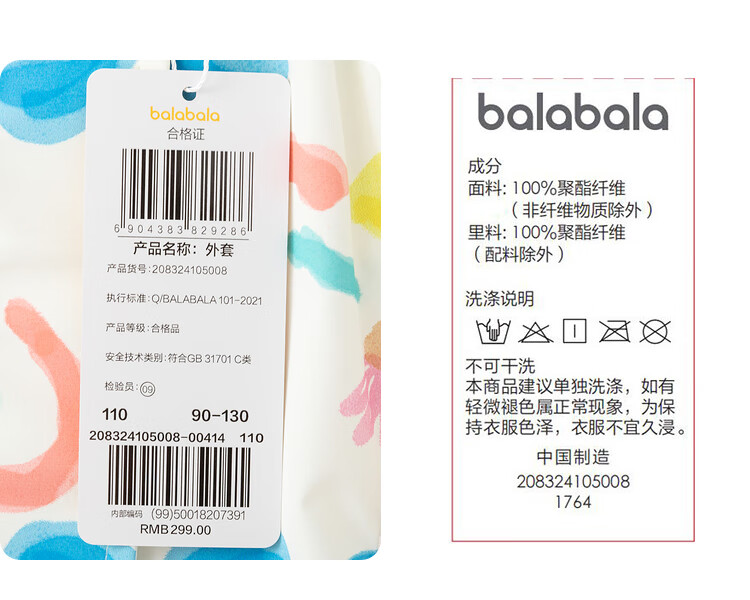 balabala
合格证
6 904383 829286
产品名称：外套
产品货号:208324105008
执行标准:Q/BALABALA 101-2021
产品等级:合格品
安全技术类别:符合GB 31701 C类
检验员:09
110 90-130
208324105008-00414 110
内部编码 (99)50018207391
RMB299.00
balabala
成分
面料: 100%聚酯纤维
（非纤维物质除外）
里料: 100%聚酯纤维
（配料除外）
洗涤说明
不可干洗
本商品建议单独洗涤，如有
轻微褪色属正常现象，为保
持衣服色泽，衣服不宜久浸。
中国制造
208324105008
1764